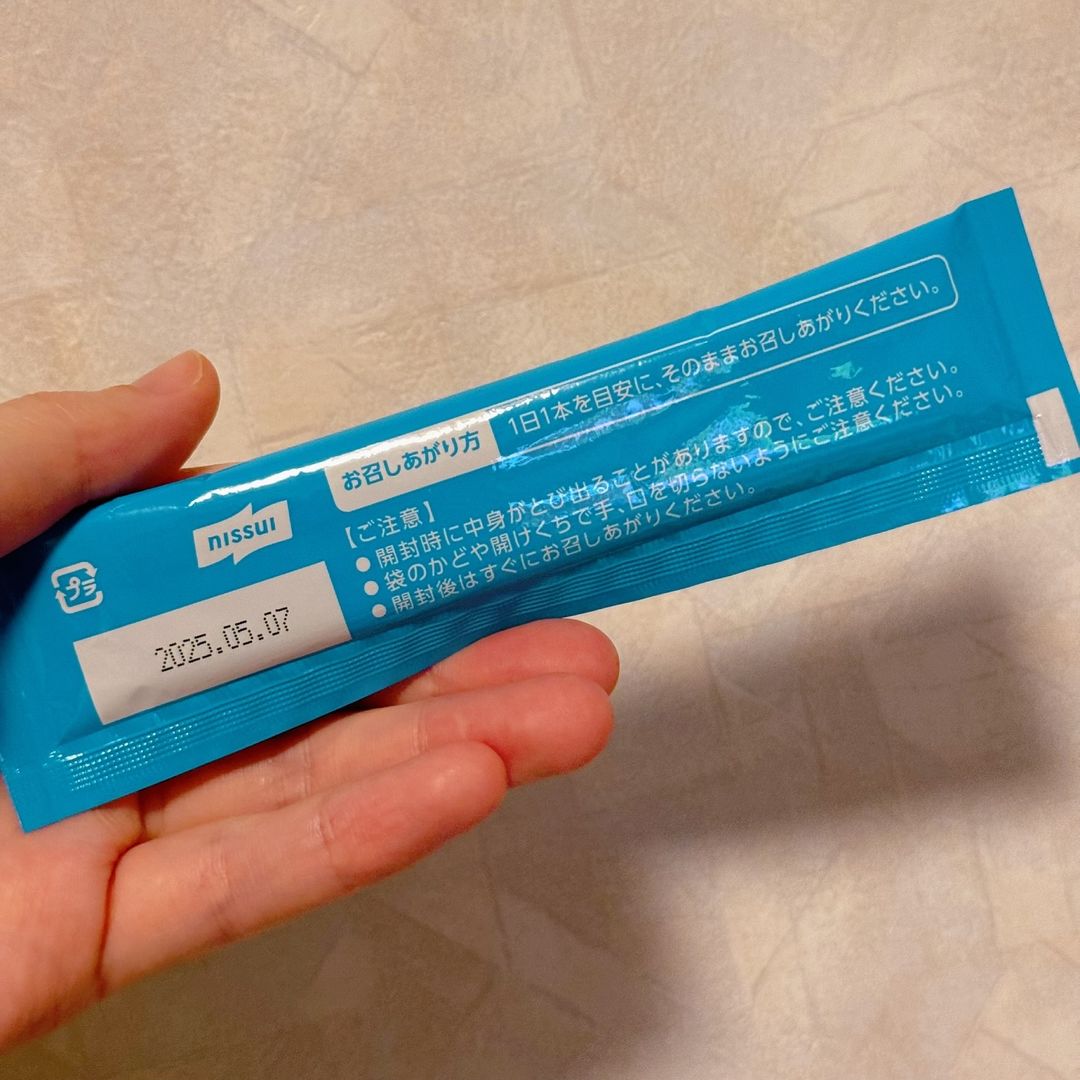 お召しあがり方 1日1本を目安に、そのままお召しあがりください。
【ご注意】
●開封時に中身がとび出ることがありますので、ご注意ください。
●袋のかどや開けくちで手、口を切らないようにご注意ください。
●開封後はすぐにお召しあがりください。
nissui
プラ
2025.05.07